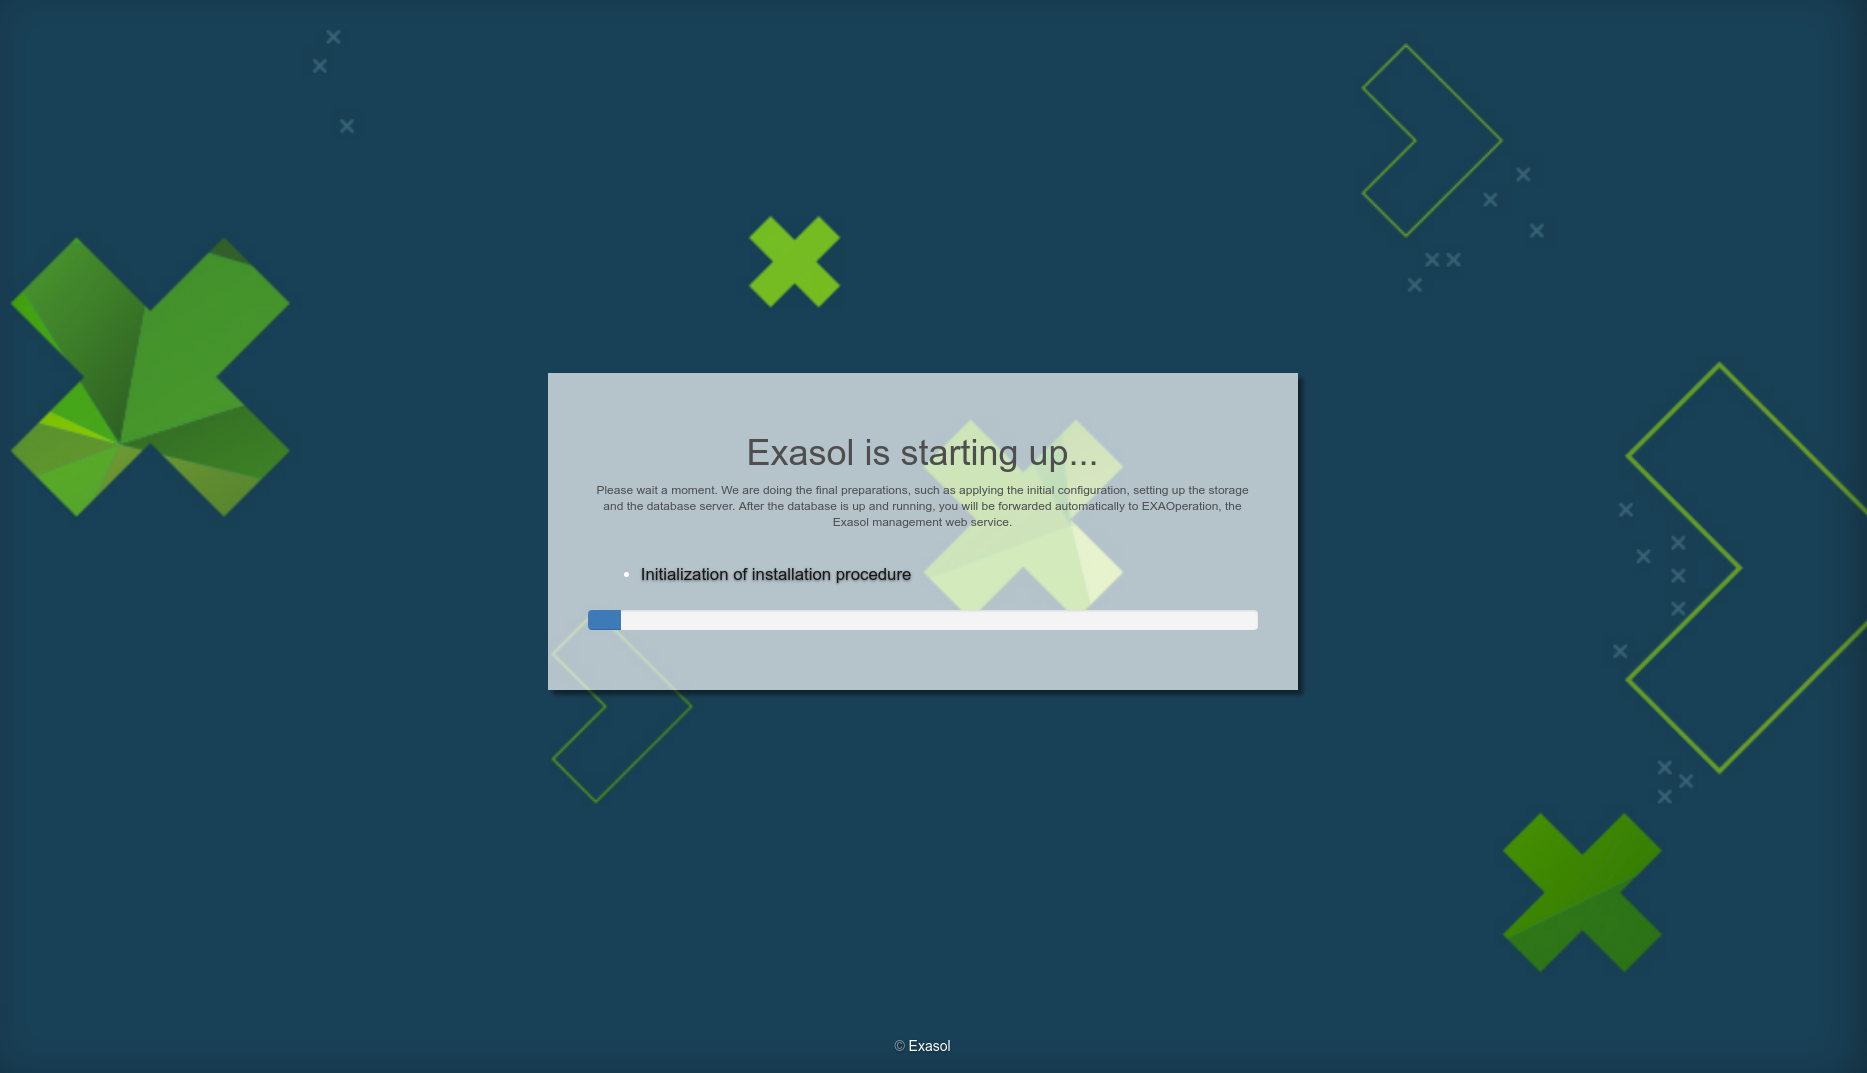 Exasol is starting up...
Please wait a moment. We are doing the final preparations, such as applying the initial configuration, setting up the storage
and the database server. After the database is up and running, you will be forwarded automatically to EXAOperation, the
Exasol management web service.
• Initialization of installation procedure
© Exasol